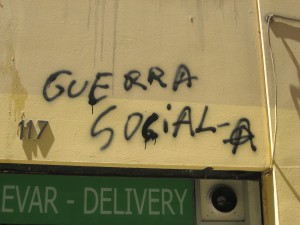 GUERRA
SOCIAL-A
117
EVAR - DELIVERY